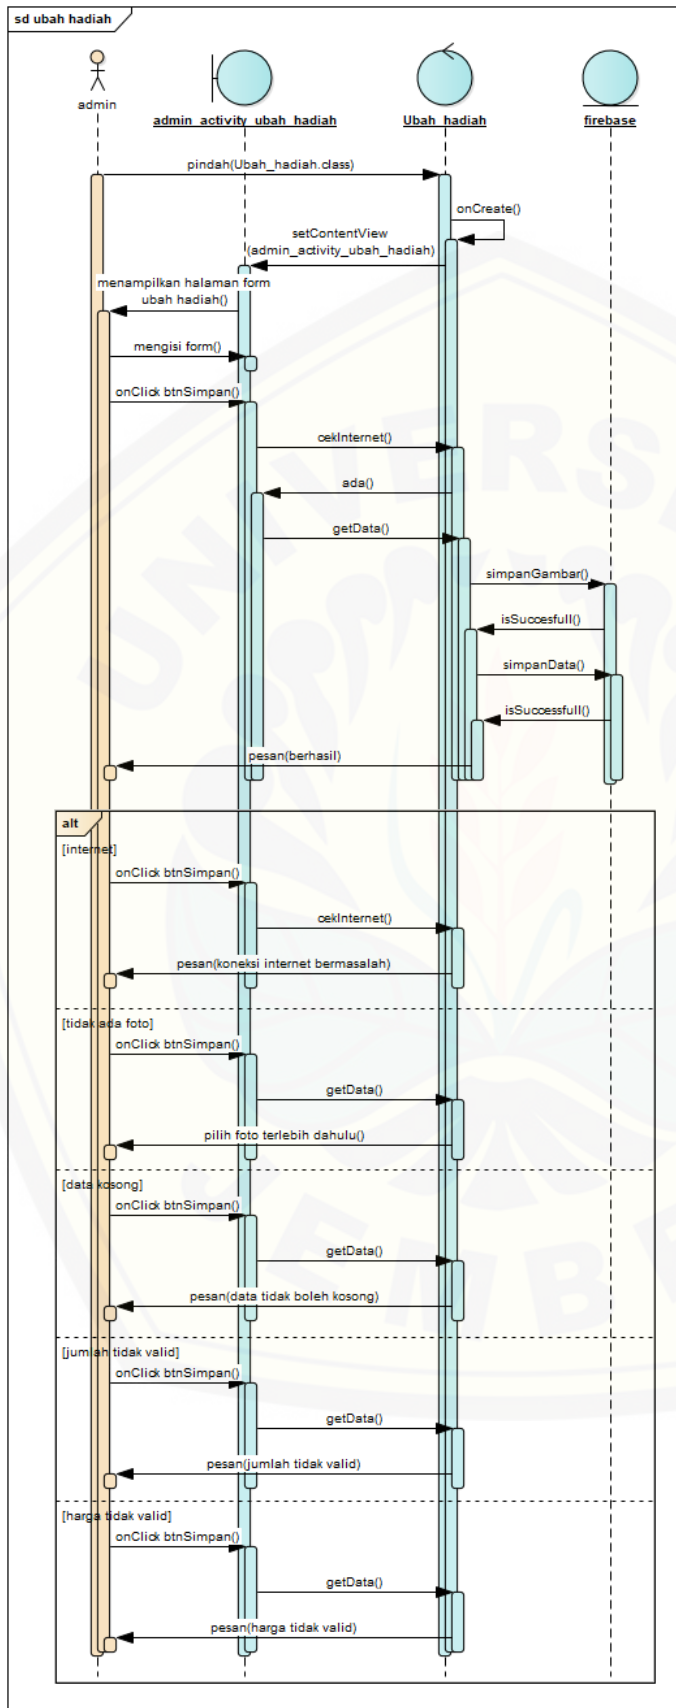 sd ubah hadiah
admin
admin_activity_ubah_hadiah
Ubah_hadiah
firebase
pindah(Ubah_hadiah.class)
onCreate()
setContentView
(admin_activity_ubah_hadiah)
menampilkan halaman form
ubah hadiah()
mengisi form()
onClick btnSimpan()
cekInternet()
ada()
getData()
simpanGambar()
isSuccesfull()
simpanData()
isSuccessfull()
pesan(berhasil)
alt
[internet]
onClick btnSimpan()
cekInternet()
pesan(koneksi internet bermasalah)
[tidak ada foto]
onClick btnSimpan()
getData()
pilih foto terlebih dahulu()
[data kosong]
onClick btnSimpan()
getData()
pesan(data tidak boleh kosong)
[jumlah tidak valid]
onClick btnSimpan()
getData()
pesan(jumlah tidak valid)
[harga tidak valid]
onClick btnSimpan()
getData()
pesan(harga tidak valid)